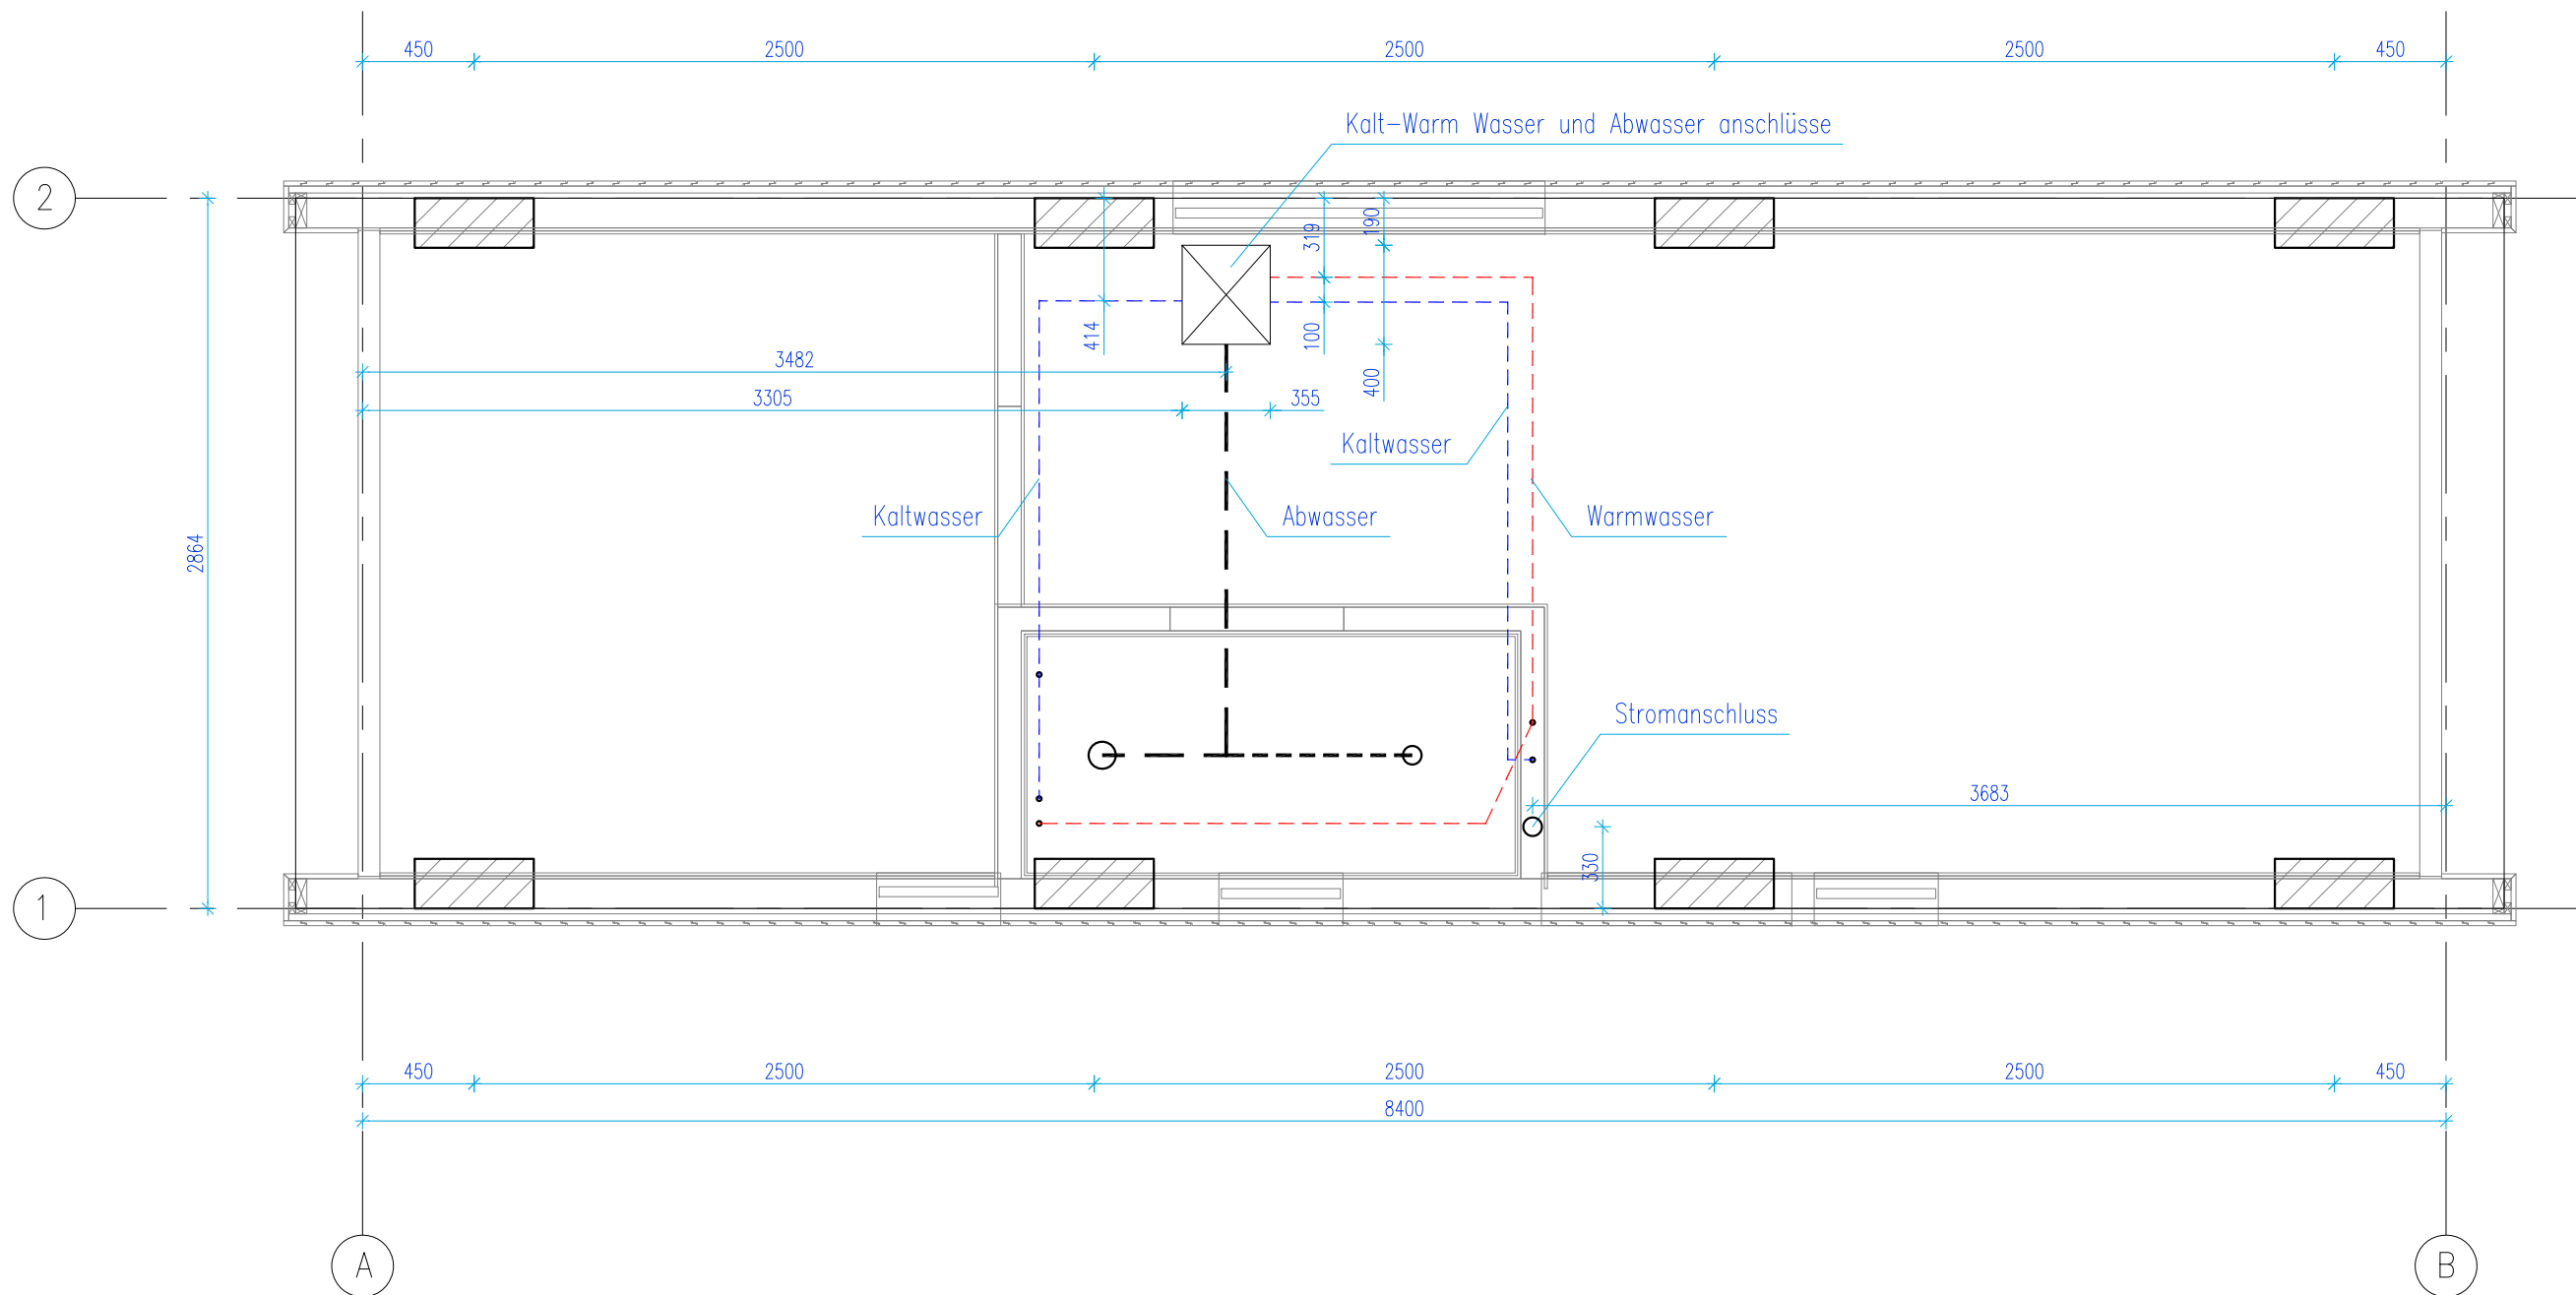 450 2500 2500 2500 450
Kalt-Warm Wasser und Abwasser anschlüsse
2
319
190
414
100
400
3482
3305
355
Kaltwasser
Kaltwasser
Abwasser
Warmwasser
2864
Stromanschluss
3683
330
1
450 2500 2500 2500 450
8400
A
B